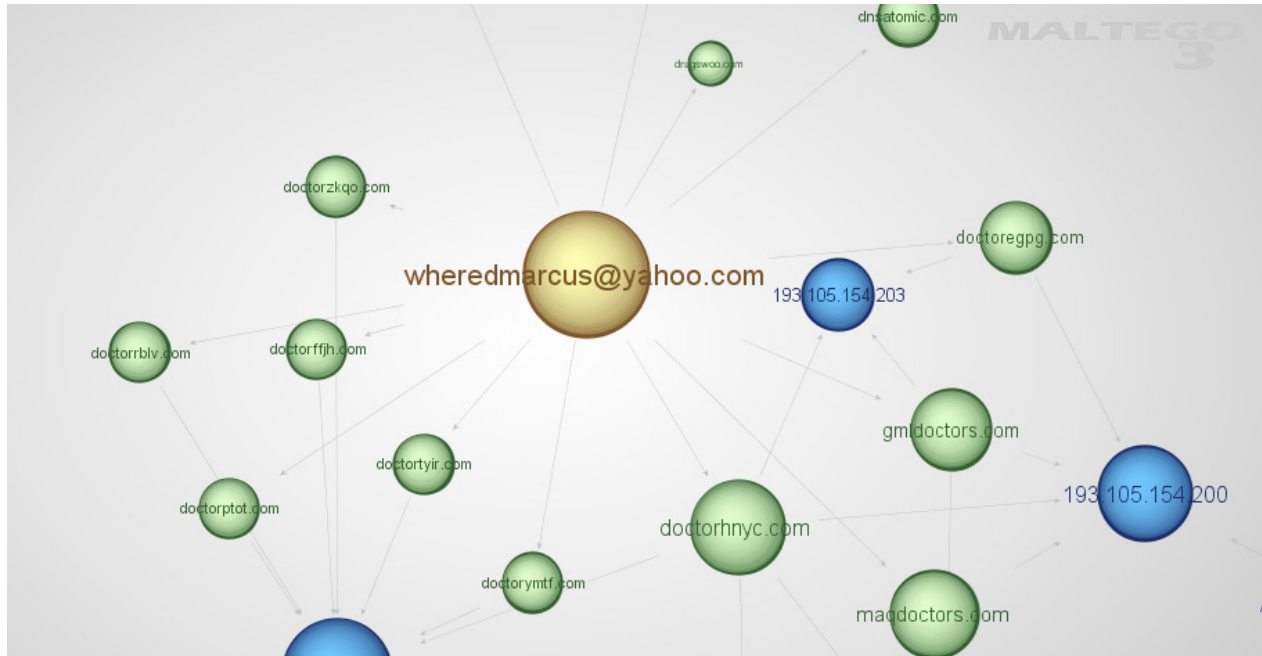 dnsatomic.com
MALTEGO
3
drugswoo.com
doctorzkqo.com
doctoregpg.com
wheredmarcus@yahoo.com
193.105.154.203
doctorrblv.com
doctorffjh.com
gmldoctors.com
doctortyir.com
193.105.154.200
doctorptot.com
doctorhnyc.com
doctorymtf.com
maqdoctors.com